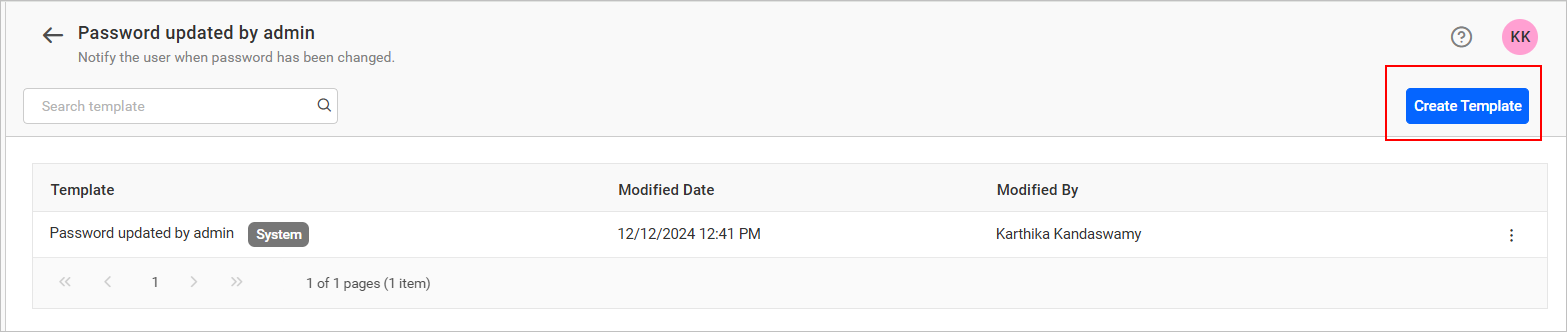 Password updated by admin
Notify the user when password has been changed.
KK
Search template
Create Template
Template Modified Date Modified By
Password updated by admin System 12/12/2024 12:41 PM Karthika Kandaswamy
1 1 of 1 pages (1 item)